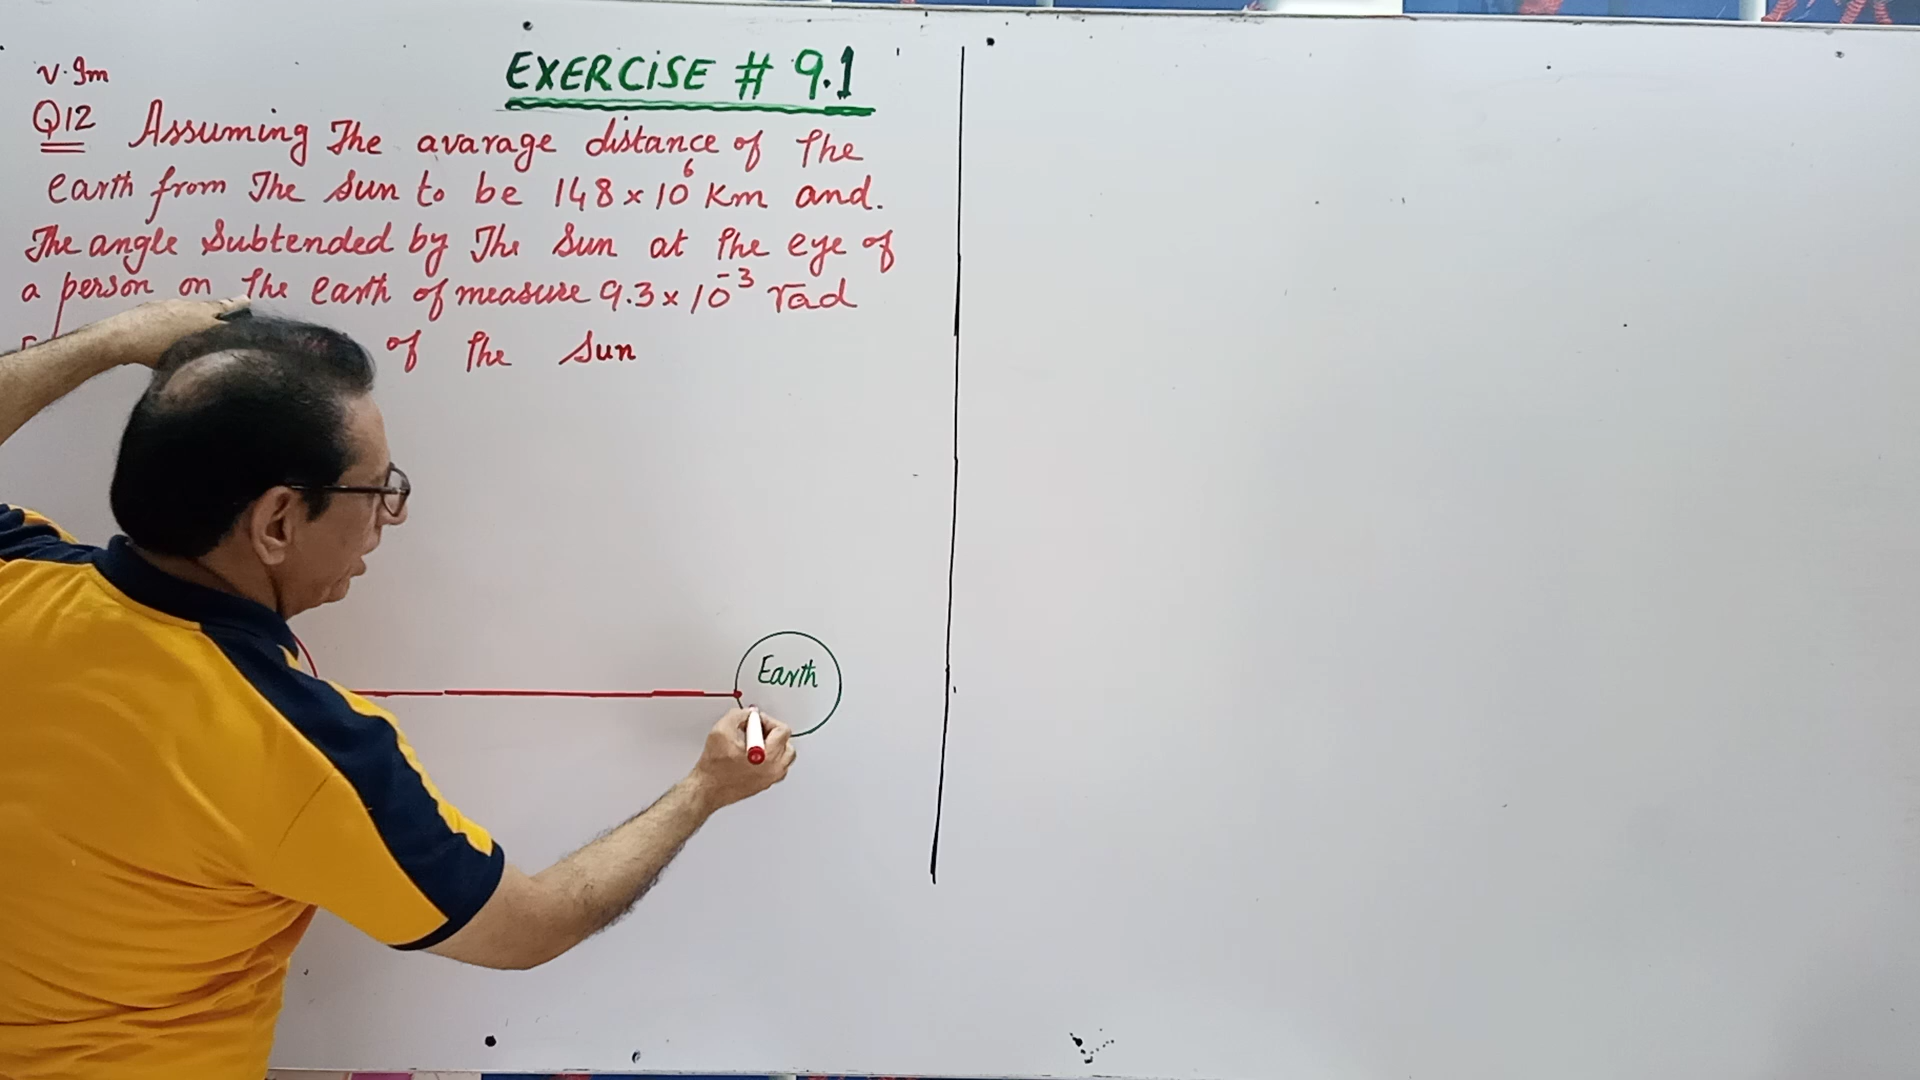 EXERCISE # 9.1
V.Im
Q12 Assuming The avarage distance of the
earth from The Sun to be 148 x 10⁶ Km and.
The angle Subtended by The Sun at the eye of
a person on the earth of measure 9.3 x 10⁻³ rad
of the Sun
Earth